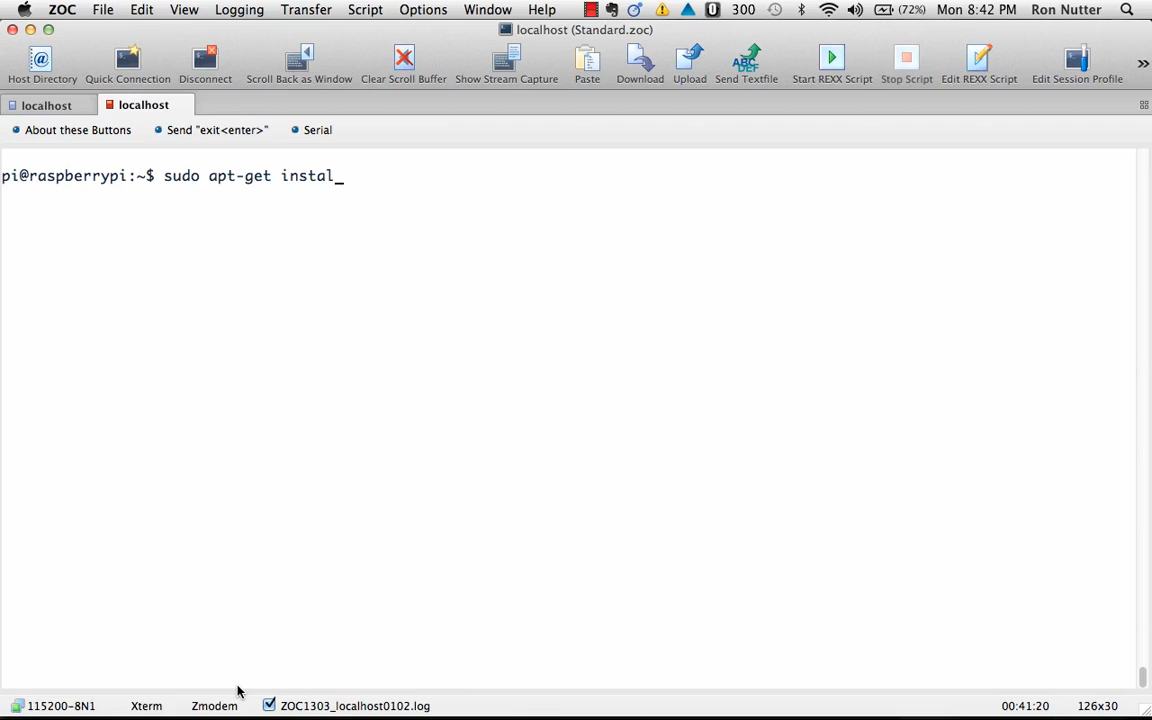 ZOC File Edit View Logging Transfer Script Options Window Help 300 (72%) Mon 8:42 PM Ron Nutter
localhost (Standard.zoc)
Host Directory Quick Connection Disconnect Scroll Back as Window Clear Scroll Buffer Show Stream Capture Paste Download Upload Send Textfile Start REXX Script Stop Script Edit REXX Script Edit Session Profile »
localhost localhost
About these Buttons Send "exit<enter>" Serial
pi@raspberrypi:~$ sudo apt-get instal_
115200-8N1 Xterm Zmodem ZOC1303_localhost0102.log 00:41:20 126x30